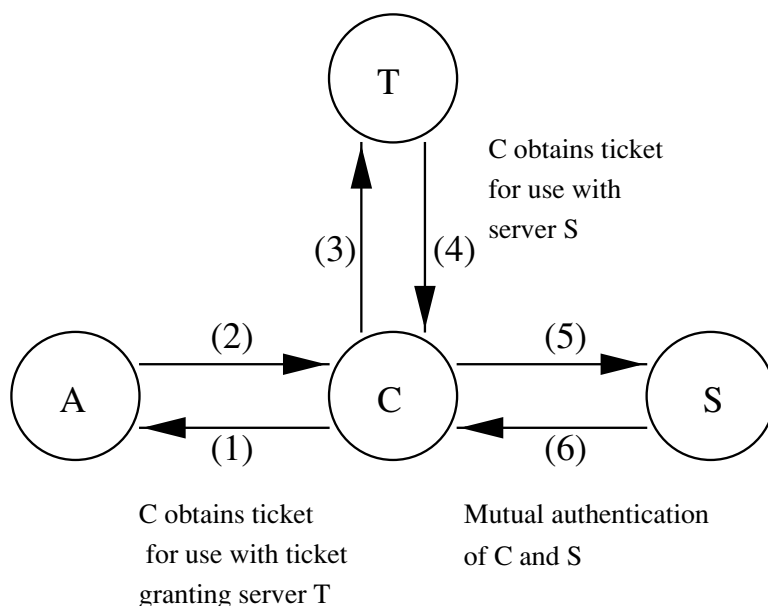 T
C obtains ticket
for use with
server S
(3)
(4)
(2)
(5)
A
C
S
(1)
(6)
C obtains ticket
for use with ticket
granting server T
Mutual authentication
of C and S